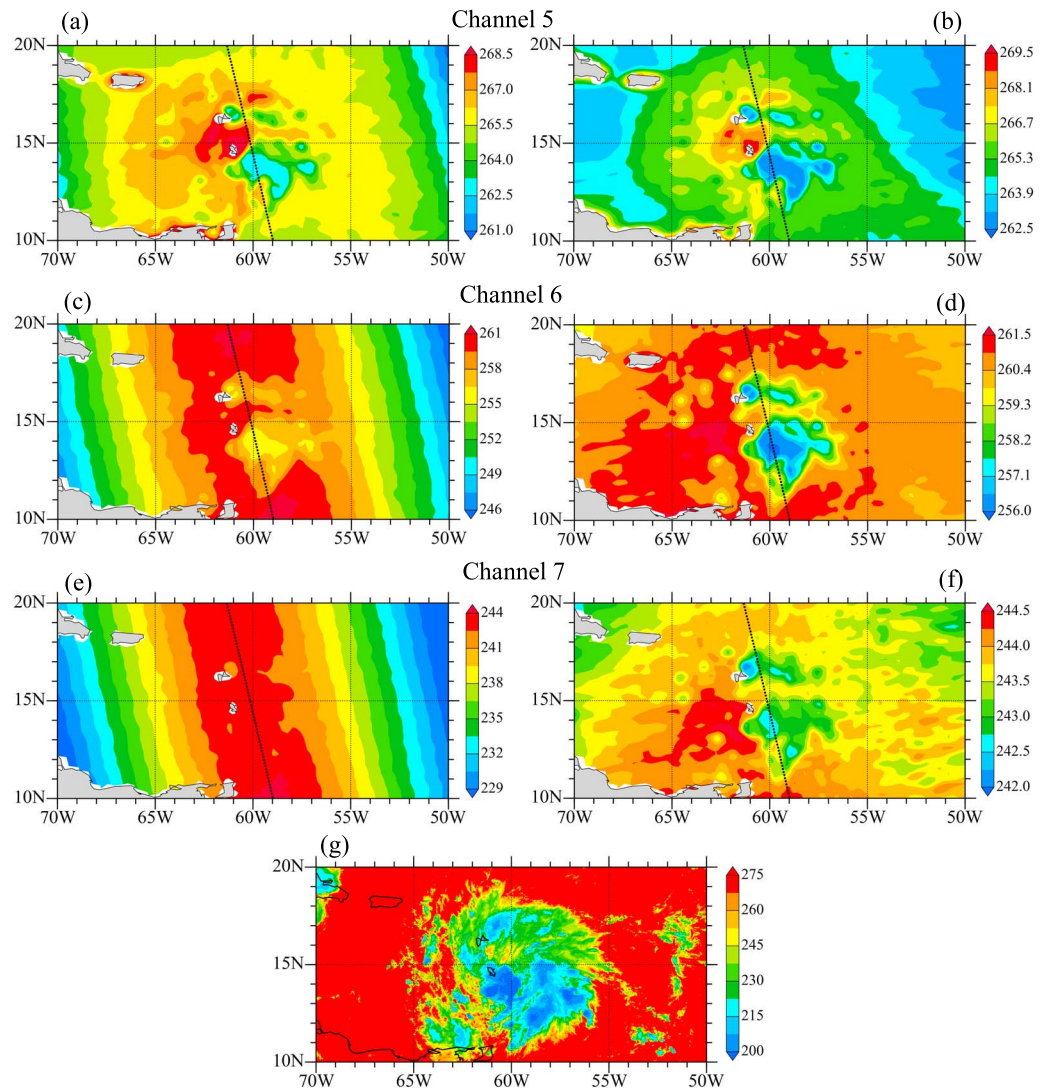 (a) Channel 5 (b)
20N 268.5 20N 269.5
267.0 268.1
15N 265.5 15N 266.7
264.0 265.3
262.5 263.9
10N 261.0 10N 262.5
70W 65W 60W 55W 50W 70W 65W 60W 55W 50W
(c) Channel 6 (d)
20N 261 20N 261.5
258 260.4
15N 255 15N 259.3
252 258.2
249 257.1
10N 246 10N 256.0
70W 65W 60W 55W 50W 70W 65W 60W 55W 50W
(e) Channel 7 (f)
20N 244 20N 244.5
241 244.0
15N 239 15N 243.5
235 243.0
232 242.5
10N 229 10N 242.0
70W 65W 60W 55W 50W 70W 65W 60W 55W 50W
(g)
20N 275
260
15N 245
230
215
10N 200
70W 65W 60W 55W 50W